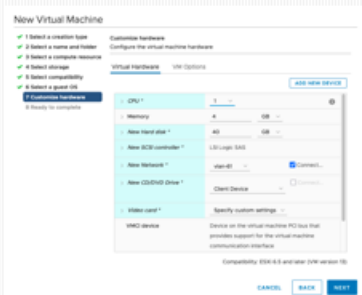 New Virtual Machine
1 Select a creation type
2 Select a name and folder
3 Select a compute resource
4 Select storage
5 Select compatibility
6 Select a guest OS
7 Customize hardware
8 Ready to complete
Customize hardware
Configure the virtual machine hardware
Virtual Hardware VM Options
ADD NEW DEVICE
CPU * 1
Memory 4 GB
New Hard disk * 40 GB
New SCSI controller * LSI Logic SAS
New Network * vlan-81 Connect...
New CD/DVD Drive * Client Device Connect...
Video card * Specify custom settings
VMCI device Device on the virtual machine PCI bus that
provides support for the virtual machine
communication interface
Compatibility: ESXi 6.5 and later (VM version 13)
CANCEL BACK NEXT